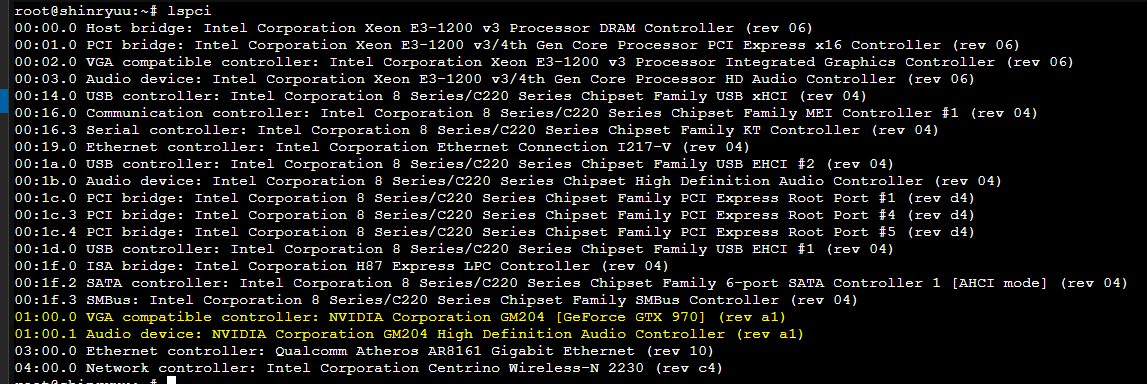 root@shinryuu:~# lspci
00:00.0 Host bridge: Intel Corporation Xeon E3-1200 v3 Processor DRAM Controller (rev 06)
00:01.0 PCI bridge: Intel Corporation Xeon E3-1200 v3/4th Gen Core Processor PCI Express x16 Controller (rev 06)
00:02.0 VGA compatible controller: Intel Corporation Xeon E3-1200 v3 Processor Integrated Graphics Controller (rev 06)
00:03.0 Audio device: Intel Corporation Xeon E3-1200 v3/4th Gen Core Processor HD Audio Controller (rev 06)
00:14.0 USB controller: Intel Corporation 8 Series/C220 Series Chipset Family USB xHCI (rev 04)
00:16.0 Communication controller: Intel Corporation 8 Series/C220 Series Chipset Family MEI Controller #1 (rev 04)
00:16.3 Serial controller: Intel Corporation 8 Series/C220 Series Chipset Family KT Controller (rev 04)
00:19.0 Ethernet controller: Intel Corporation Ethernet Connection I217-V (rev 04)
00:1a.0 USB controller: Intel Corporation 8 Series/C220 Series Chipset Family USB EHCI #2 (rev 04)
00:1b.0 Audio device: Intel Corporation 8 Series/C220 Series Chipset High Definition Audio Controller (rev 04)
00:1c.0 PCI bridge: Intel Corporation 8 Series/C220 Series Chipset Family PCI Express Root Port #1 (rev d4)
00:1c.3 PCI bridge: Intel Corporation 8 Series/C220 Series Chipset Family PCI Express Root Port #4 (rev d4)
00:1c.4 PCI bridge: Intel Corporation 8 Series/C220 Series Chipset Family PCI Express Root Port #5 (rev d4)
00:1d.0 USB controller: Intel Corporation 8 Series/C220 Series Chipset Family USB EHCI #1 (rev 04)
00:1f.0 ISA bridge: Intel Corporation H87 Express LPC Controller (rev 04)
00:1f.2 SATA controller: Intel Corporation 8 Series/C220 Series Chipset Family 6-port SATA Controller 1 [AHCI mode] (rev 04)
00:1f.3 SMBus: Intel Corporation 8 Series/C220 Series Chipset Family SMBus Controller (rev 04)
01:00.0 VGA compatible controller: NVIDIA Corporation GM204 [GeForce GTX 970] (rev a1)
01:00.1 Audio device: NVIDIA Corporation GM204 High Definition Audio Controller (rev a1)
03:00.0 Ethernet controller: Qualcomm Atheros AR8161 Gigabit Ethernet (rev 10)
04:00.0 Network controller: Intel Corporation Centrino Wireless-N 2230 (rev c4)
root@shinryuu:~#